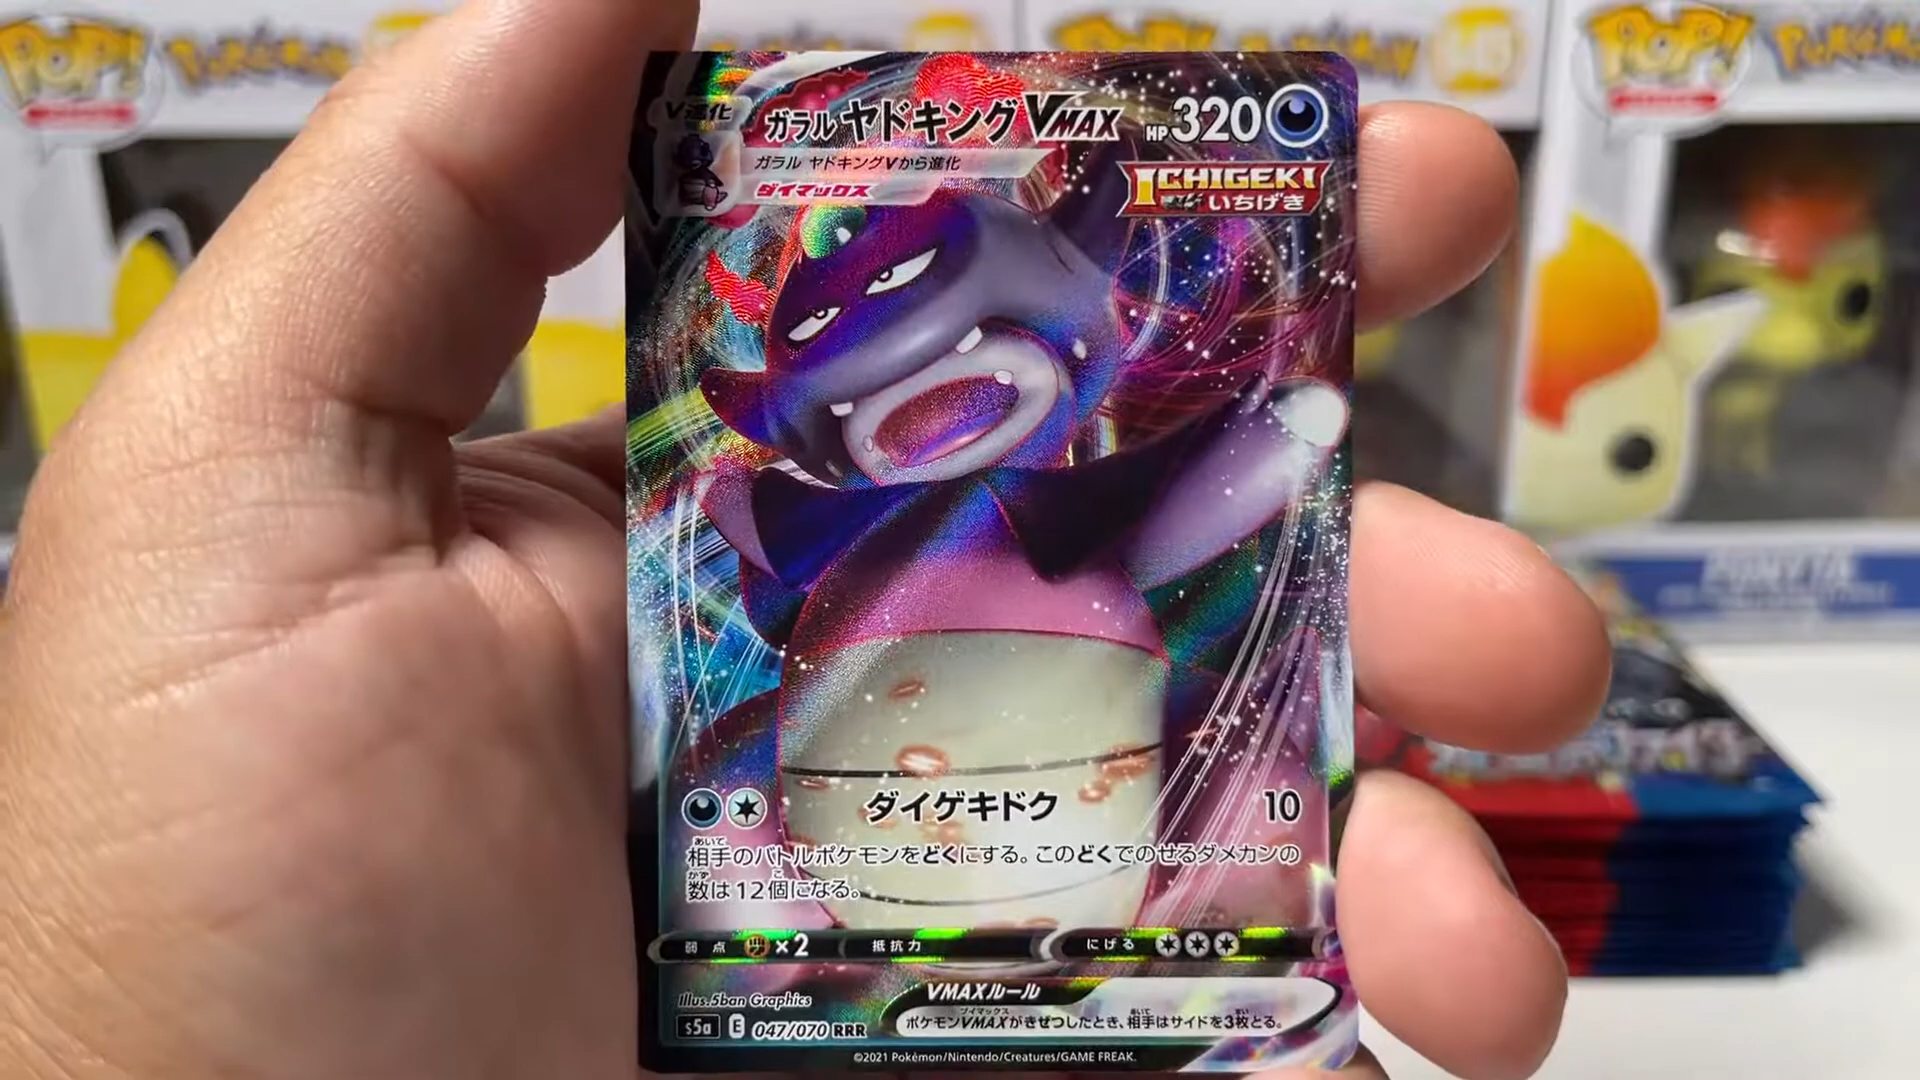 POP!
Pokémon
POP!
Pokémon
V進化
ガラル ヤドキングVMAX HP320
ガラル ヤドキングVから進化
ダイマックス
ICHIGEKI
いちげき
ダイゲキドク 10
相手のバトルポケモンをどくにする。このどくでのせるダメカンの
数は12個になる。
弱点 ×2 抵抗力 にげる
Illus.5ban Graphics
VMAXルール
s5a E 047/070 RRR
ポケモンVMAXがきぜつしたとき、相手はサイドを3枚とる。
©2021 Pokémon/Nintendo/Creatures/GAME FREAK.
PONYTA